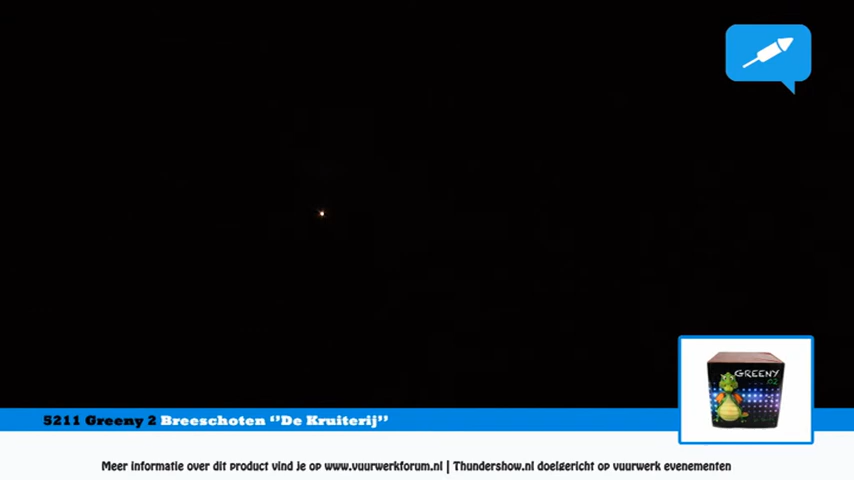 GREENY
02
5211 Greeny 2 Breeschoten ‘’De Kruiterij’’
Meer informatie over dit product vind je op www.vuurwerkforum.nl | Thundershow.nl doelgericht op vuurwerk evenementen